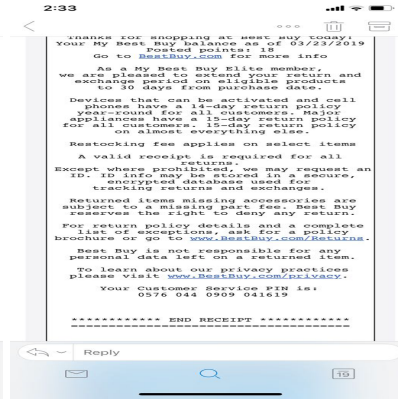 2:33
Thanks for shopping at Best Buy today!
Your My Best Buy balance as of 03/23/2019
Posted points: 18
Go to BestBuy.com for more info
As a My Best Buy Elite member,
we are pleased to extend your return and
exchange period on eligible products
to 30 days from purchase date.
Devices that can be activated and cell
phones have a 14-day return policy
year-round for all customers. Major
appliances have a 15-day return policy
for all customers. 15-day return policy
on almost everything else.
Restocking fee applies on select items
A valid receipt is required for all
returns.
Except where prohibited, we may request an
ID. ID info may be stored in a secure,
encrypted database used for
tracking returns and exchanges.
Returned items missing accessories are
subject to a missing part fee. Best Buy
reserves the right to deny any return.
For return policy details and a complete
list of exceptions, ask for a policy
brochure or go to www.BestBuy.com/Returns.
Best Buy is not responsible for any
personal data left on a returned item.
To learn about our privacy practices
please visit www.BestBuy.com/privacy.
Your Customer Service PIN is:
0576 044 0909 041619
************ END RECEIPT ************
Reply
19